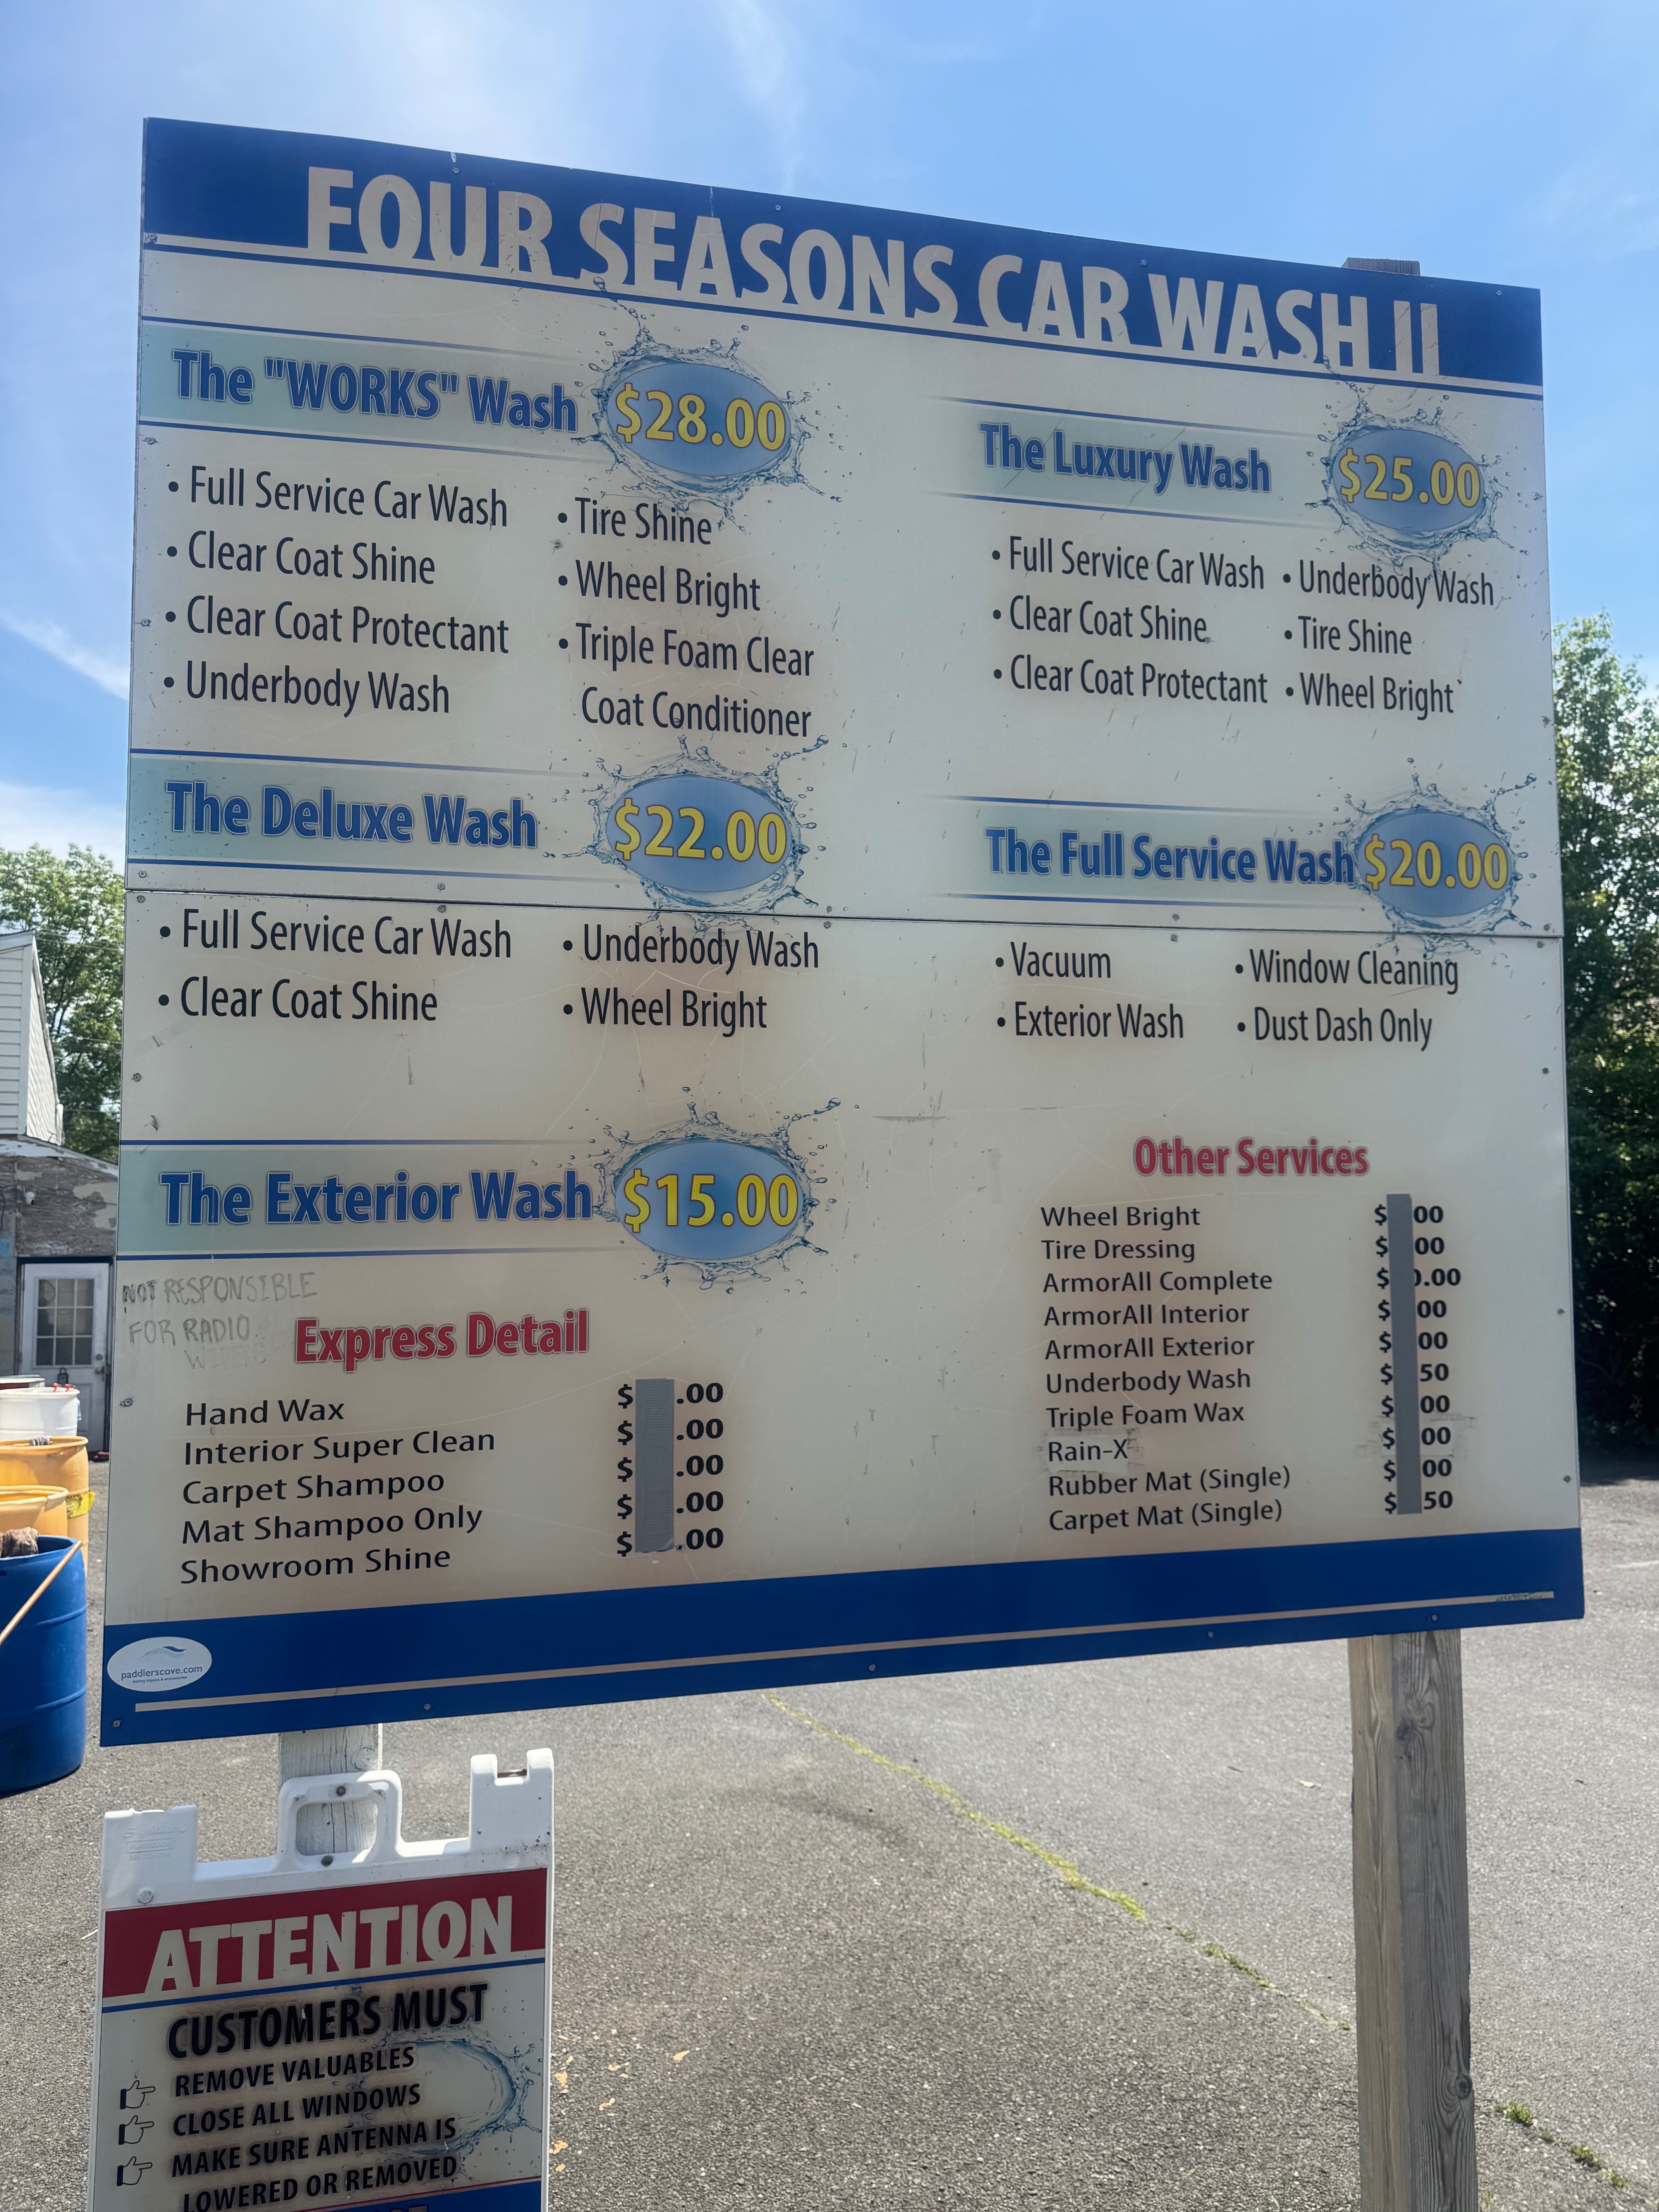 FOUR SEASONS CAR WASH II
The "WORKS" Wash $28.00
• Full Service Car Wash
• Clear Coat Shine
• Clear Coat Protectant
• Underbody Wash
• Tire Shine
• Wheel Bright
• Triple Foam Clear
Coat Conditioner
The Luxury Wash $25.00
• Full Service Car Wash
• Clear Coat Shine
• Clear Coat Protectant
• Underbody Wash
• Tire Shine
• Wheel Bright
The Deluxe Wash $22.00
• Full Service Car Wash
• Clear Coat Shine
• Underbody Wash
• Wheel Bright
The Full Service Wash $20.00
• Vacuum
• Exterior Wash
• Window Cleaning
• Dust Dash Only
The Exterior Wash $15.00
NOT RESPONSIBLE
FOR RADIO
Express Detail
Hand Wax $ .00
Interior Super Clean $ .00
Carpet Shampoo $ .00
Mat Shampoo Only $ .00
Showroom Shine $ .00
Other Services
Wheel Bright $ 00
Tire Dressing $ 00
ArmorAll Complete $ .00
ArmorAll Interior $ 00
ArmorAll Exterior $ 00
Underbody Wash $ 50
Triple Foam Wax $ 00
Rain-X $ 00
Rubber Mat (Single) $ 00
Carpet Mat (Single) $ 50
paddlerscove.com
ATTENTION
CUSTOMERS MUST
REMOVE VALUABLES
CLOSE ALL WINDOWS
MAKE SURE ANTENNA IS
LOWERED OR REMOVED